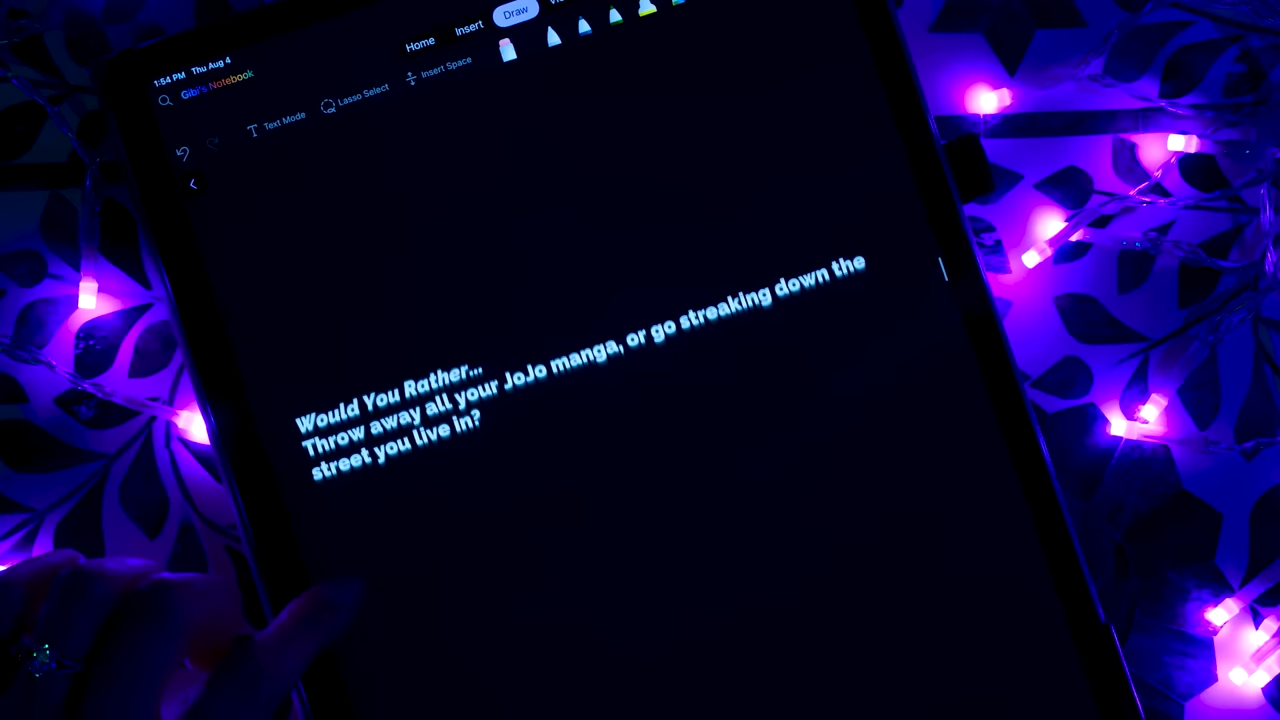 1:54 PM Thu Aug 4
Home Insert Draw
Gibi's Notebook
Text Mode Lasso Select Insert Space
Would You Rather...
Throw away all your JoJo manga, or go streaking down the
street you live in?